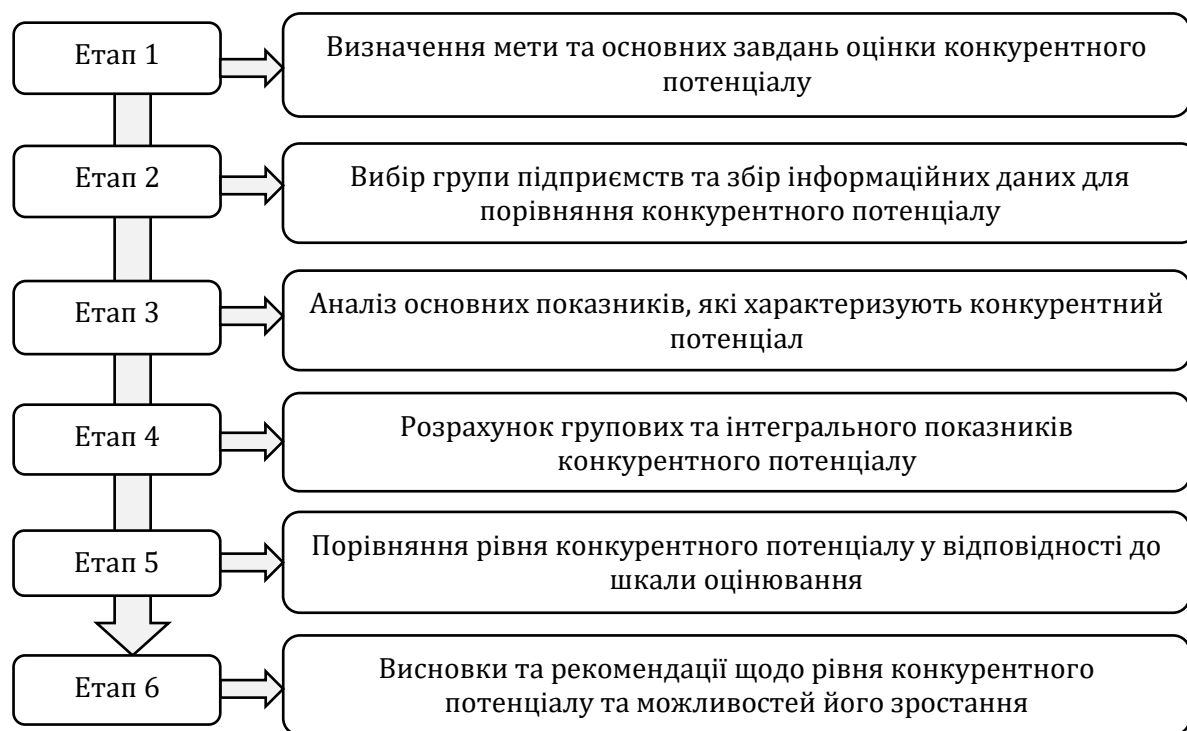 Етап 1
Визначення мети та основних завдань оцінки конкурентного
потенціалу
Етап 2
Вибір групи підприємств та збір інформаційних даних для
порівняння конкурентного потенціалу
Етап 3
Аналіз основних показників, які характеризують конкурентний
потенціал
Етап 4
Розрахунок групових та інтегрального показників
конкурентного потенціалу
Етап 5
Порівняння рівня конкурентного потенціалу у відповідності до
шкали оцінювання
Етап 6
Висновки та рекомендації щодо рівня конкурентного
потенціалу та можливостей його зростання